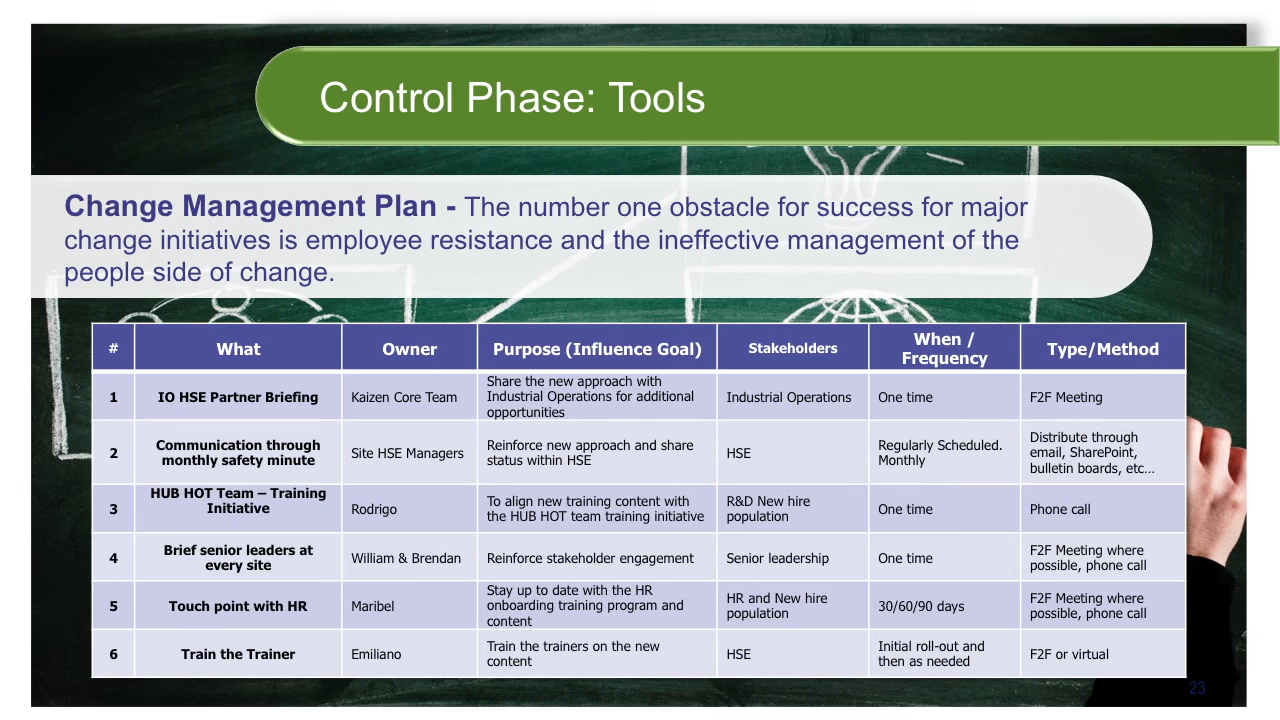 Control Phase: Tools
Change Management Plan - The number one obstacle for success for major
change initiatives is employee resistance and the ineffective management of the
people side of change.
#
What
Owner
Purpose (Influence Goal)
Stakeholders
When /
Frequency
Type/Method
1
IO HSE Partner Briefing
Kaizen Core Team
Share the new approach with
Industrial Operations for additional
opportunities
Industrial Operations
One time
F2F Meeting
2
Communication through
monthly safety minute
Site HSE Managers
Reinforce new approach and share
status within HSE
HSE
Regularly Scheduled.
Monthly
Distribute through
email, SharePoint,
bulletin boards, etc…
3
HUB HOT Team – Training
Initiative
Rodrigo
To align new training content with
the HUB HOT team training initiative
R&D New hire
population
One time
Phone call
4
Brief senior leaders at
every site
William & Brendan
Reinforce stakeholder engagement
Senior leadership
One time
F2F Meeting where
possible, phone call
5
Touch point with HR
Maribel
Stay up to date with the HR
onboarding training program and
content
HR and New hire
population
30/60/90 days
F2F Meeting where
possible, phone call
6
Train the Trainer
Emiliano
Train the trainers on the new
content
HSE
Initial roll-out and
then as needed
F2F or virtual
23